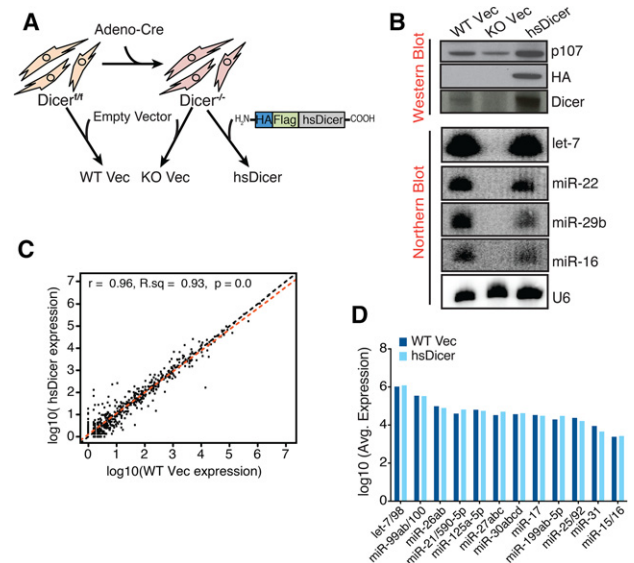 A
Adeno-Cre
Dicerf/f
Dicer-/-
Empty Vector
H2N
HA
Flag
hsDicer
COOH
WT Vec
KO Vec
hsDicer
B
WT Vec
KO Vec
hsDicer
Western Blot
p107
HA
Dicer
Northern Blot
let-7
miR-22
miR-29b
miR-16
U6
C
r = 0.96, R.sq = 0.93, p = 0.0
log10( hsDicer expression)
7
6
5
4
3
2
1
0
0 1 2 3 4 5 6 7
log10(WT Vec expression)
D
WT Vec
hsDicer
log10 (Avg. Expression)
8
6
4
2
0
let-7/98
miR-99ab/100
miR-26ab
miR-21/590-5p
miR-125a-5p
miR-27abc
miR-30abcd
miR-17
miR-199ab-5p
miR-25/92
miR-31
miR-15/16